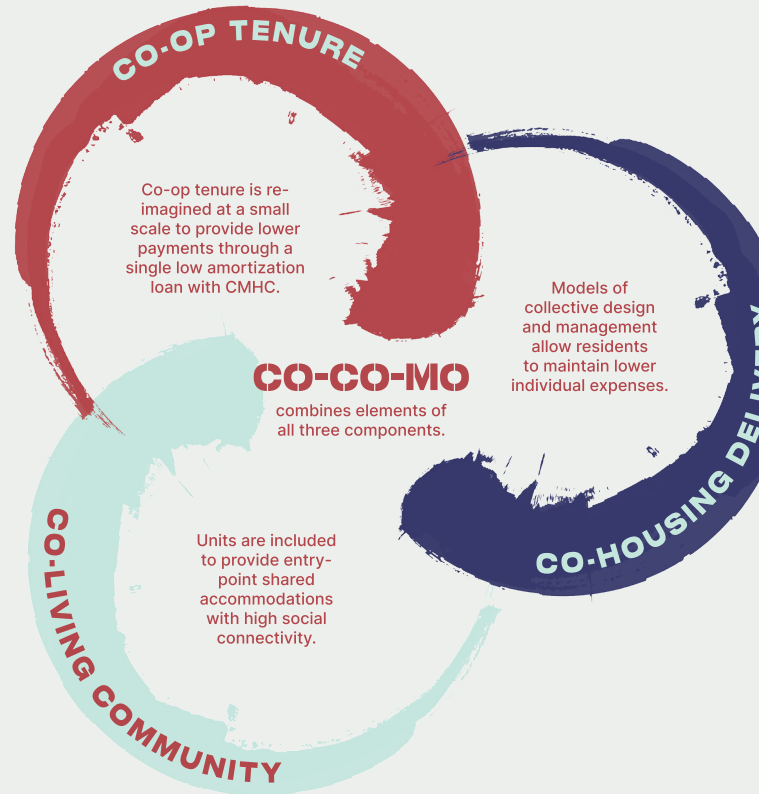 CO-OP TENURE
Co-op tenure is re-
imagined at a small
scale to provide lower
payments through a
single low amortization
loan with CMHC.
Models of
collective design
and management
allow residents
to maintain lower
individual expenses.
CO-HOUSING DELIVERY
CO-CO-MO
combines elements of
all three components.
Units are included
to provide entry-
point shared
accommodations
with high social
connectivity.
CO-LIVING COMMUNITY